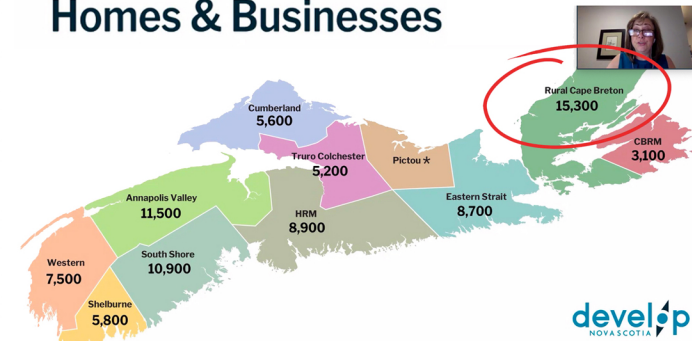 Homes & Businesses
Rural Cape Breton
15,300
Cumberland
5,600
CBRM
3,100
Truro Colchester
5,200
Pictou *
Annapolis Valley
11,500
Eastern Strait
8,700
HRM
8,900
South Shore
10,900
Western
7,500
Shelburne
5,800
develop
NOVA SCOTIA